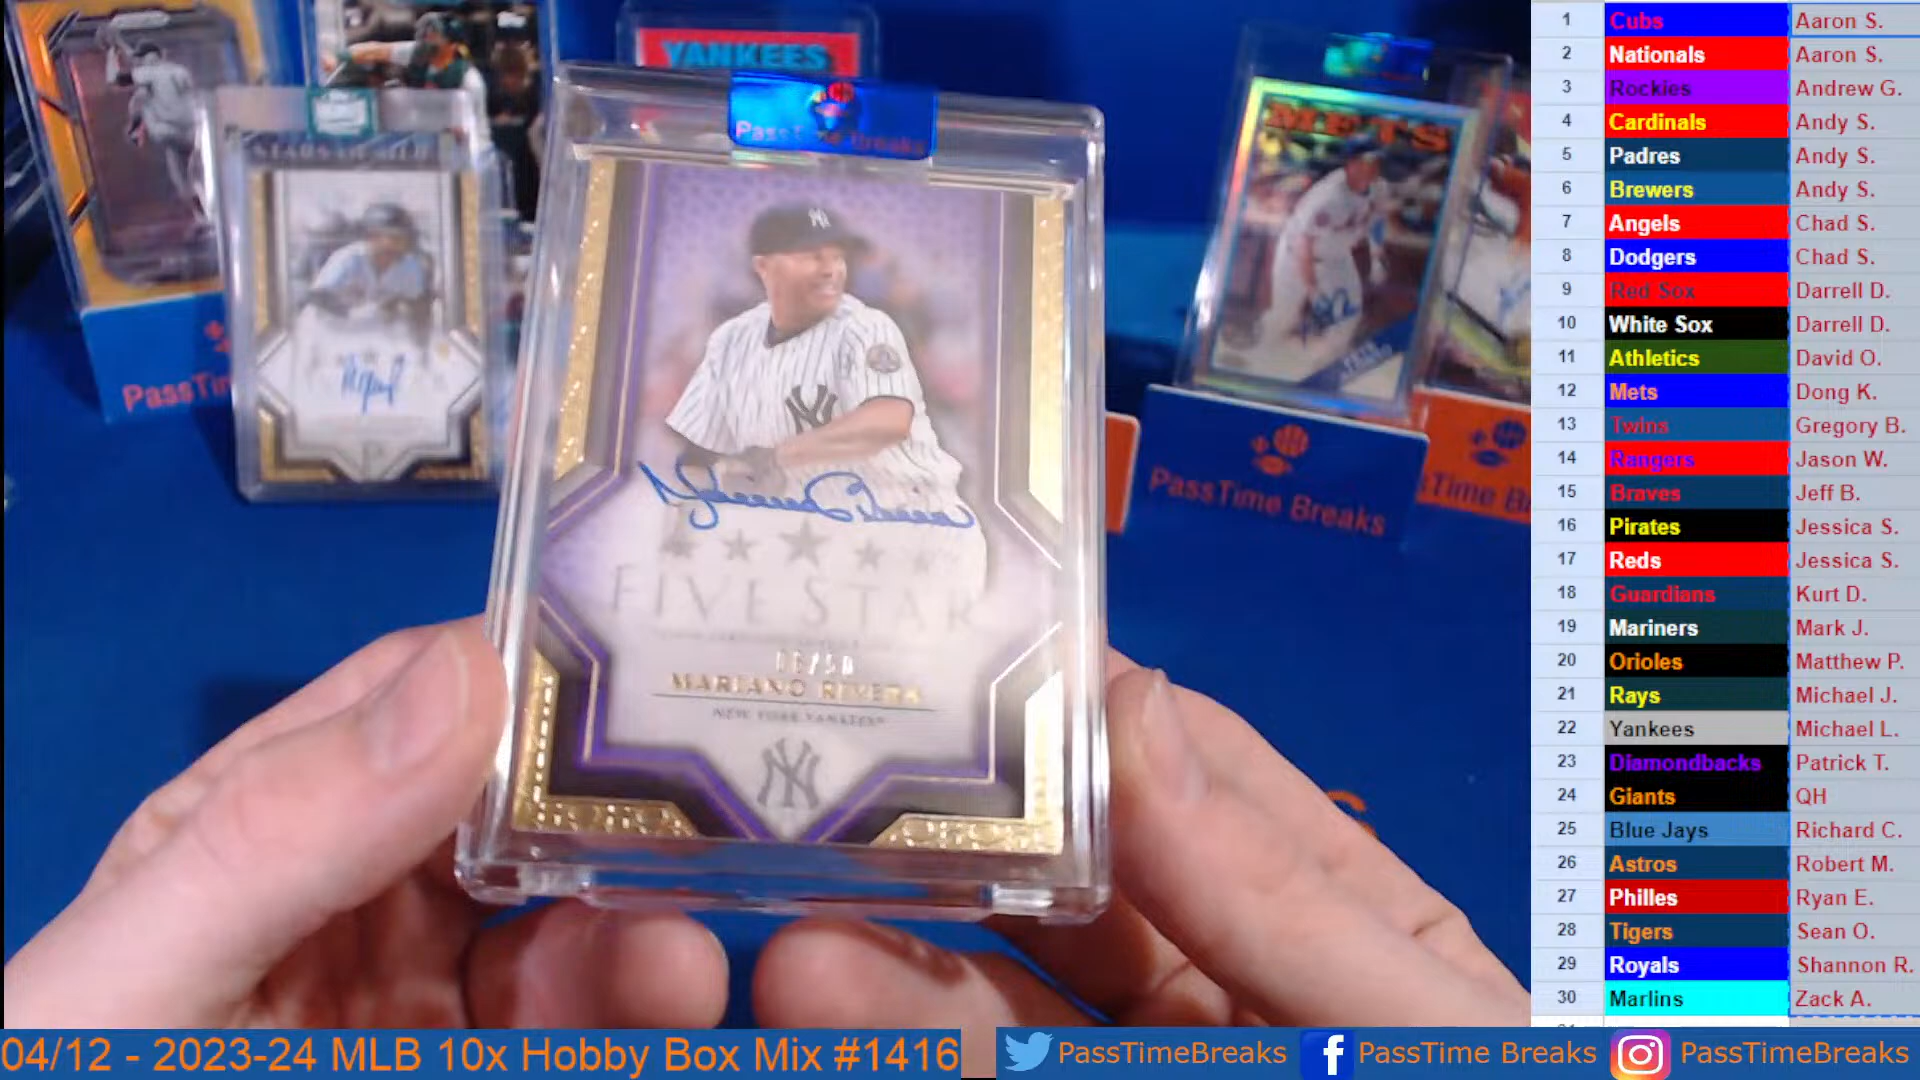 YANKEES
PassTime Breaks
METS
PassTi
PassTime Breaks
FIVE STAR
MARIANO RIVERA
NEW YORK YANKEES
1 Cubs Aaron S.
2 Nationals Aaron S.
3 Rockies Andrew G.
4 Cardinals Andy S.
5 Padres Andy S.
6 Brewers Andy S.
7 Angels Chad S.
8 Dodgers Chad S.
9 Red Sox Darrell D.
10 White Sox Darrell D.
11 Athletics David O.
12 Mets Dong K.
13 Twins Gregory B.
14 Rangers Jason W.
15 Braves Jeff B.
16 Pirates Jessica S.
17 Reds Jessica S.
18 Guardians Kurt D.
19 Mariners Mark J.
20 Orioles Matthew P.
21 Rays Michael J.
22 Yankees Michael L.
23 Diamondbacks Patrick T.
24 Giants QH
25 Blue Jays Richard C.
26 Astros Robert M.
27 Philles Ryan E.
28 Tigers Sean O.
29 Royals Shannon R.
30 Marlins Zack A.
04/12 - 2023-24 MLB 10x Hobby Box Mix #1416
PassTimeBreaks
PassTime Breaks
PassTimeBreaks